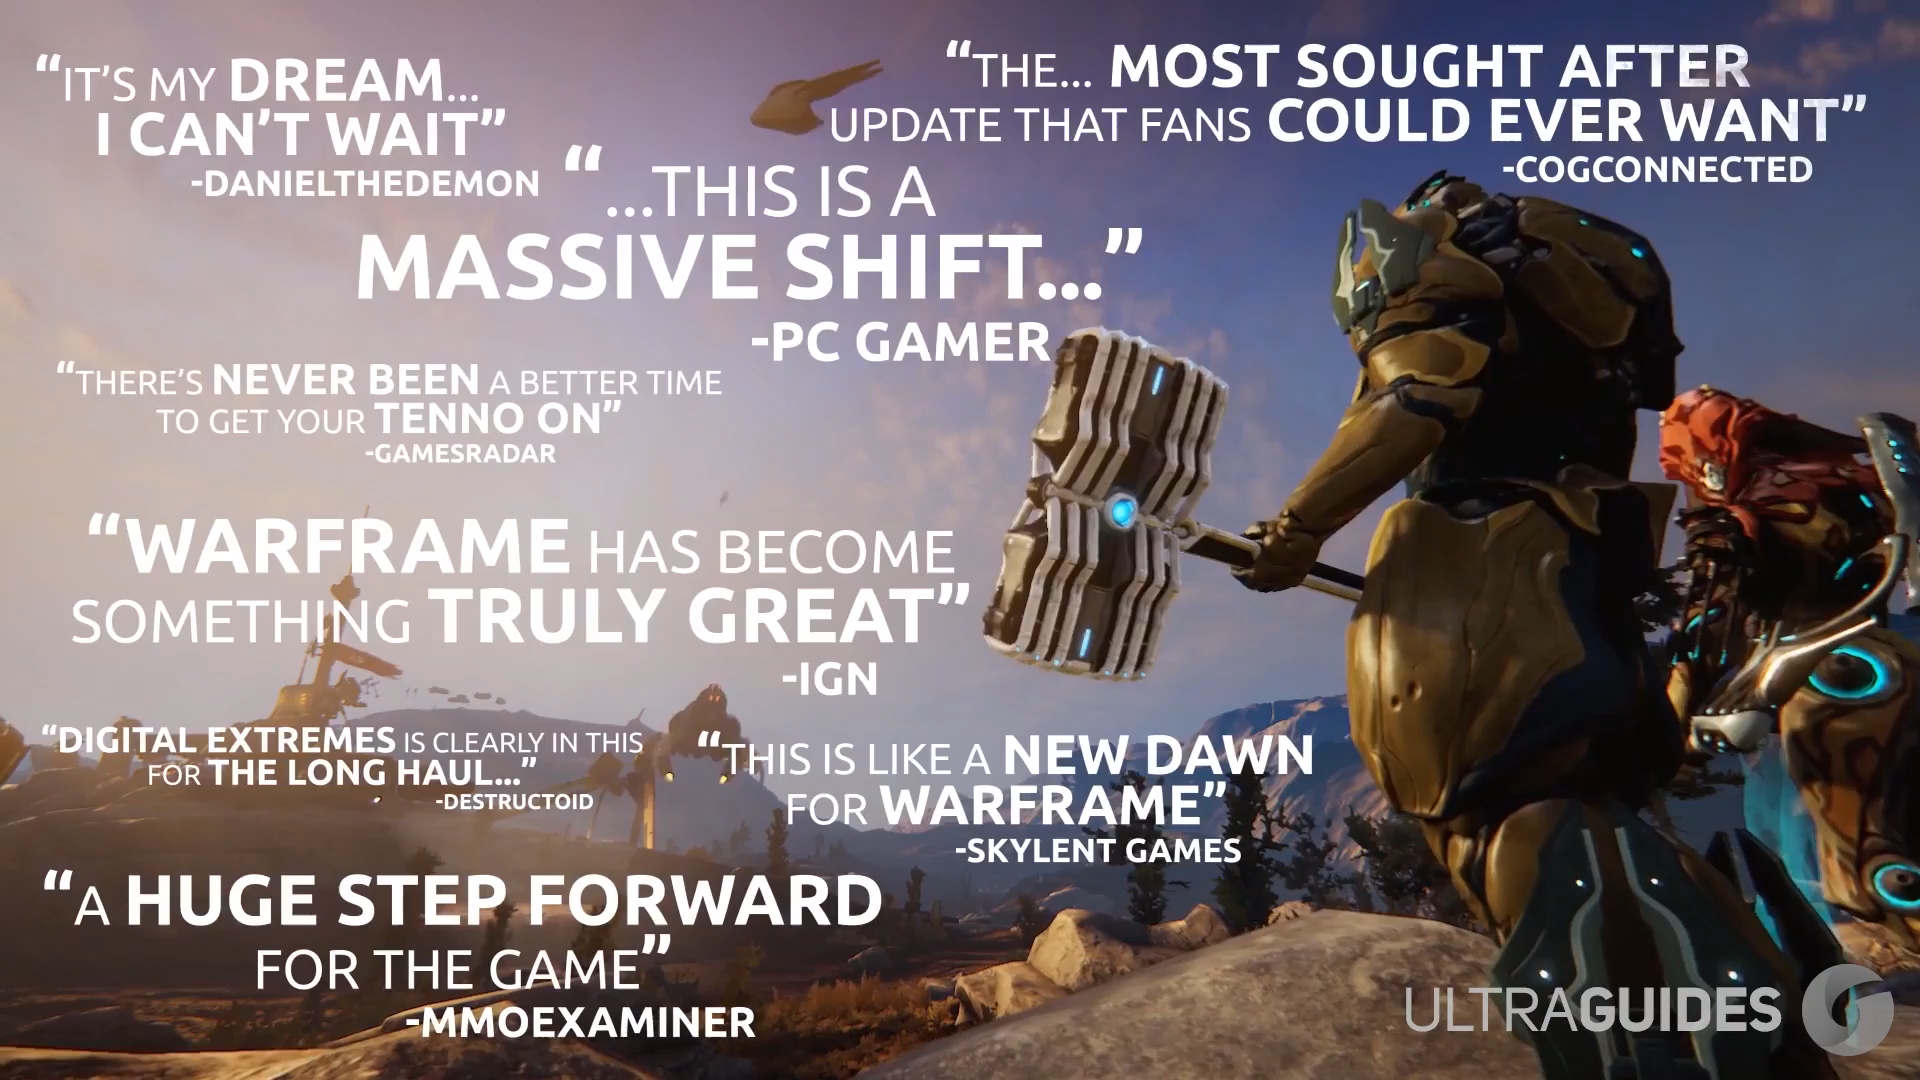 “IT’S MY DREAM...
I CAN’T WAIT”
-DANIELTHEDEMON
“THE... MOST SOUGHT AFTER
UPDATE THAT FANS COULD EVER WANT”
-COGCONNECTED
“...THIS IS A
MASSIVE SHIFT...”
-PC GAMER
“THERE’S NEVER BEEN A BETTER TIME
TO GET YOUR TENNO ON”
-GAMESRADAR
“WARFRAME HAS BECOME
SOMETHING TRULY GREAT”
-IGN
“DIGITAL EXTREMES IS CLEARLY IN THIS
FOR THE LONG HAUL...”
-DESTRUCTOID
“THIS IS LIKE A NEW DAWN
FOR WARFRAME”
-SKYLENT GAMES
“A HUGE STEP FORWARD
FOR THE GAME”
-MMOEXAMINER
ULTRAGUIDES